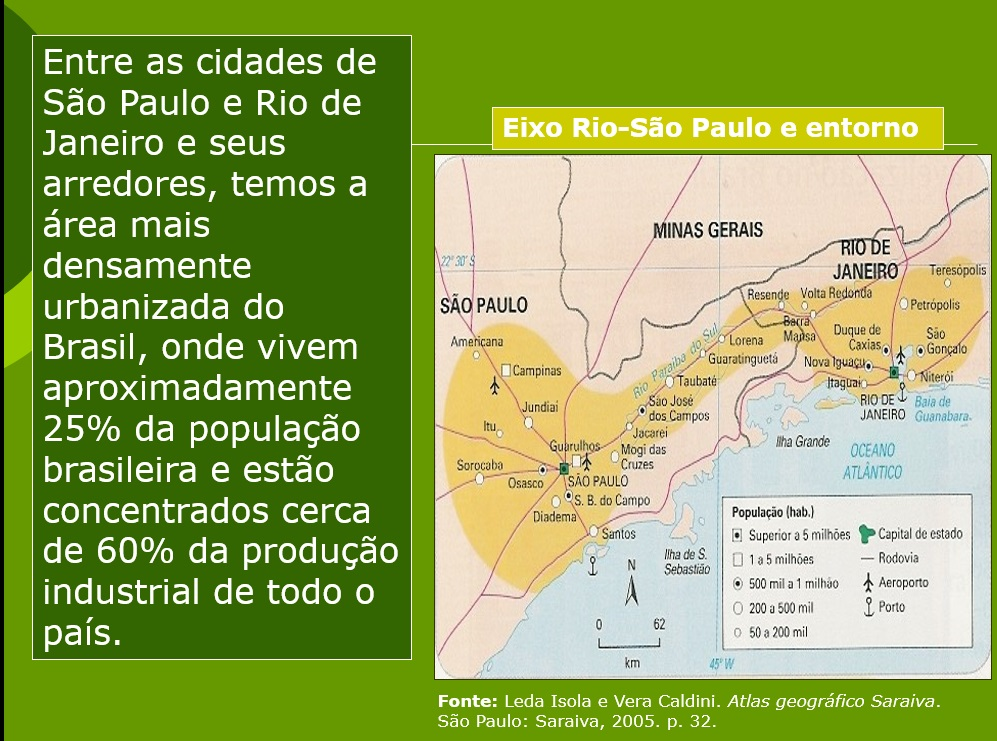 Entre as cidades de
São Paulo e Rio de
Janeiro e seus
arredores, temos a
área mais
densamente
urbanizada do
Brasil, onde vivem
aproximadamente
25% da população
brasileira e estão
concentrados cerca
de 60% da produção
industrial de todo o
país.
Eixo Rio-São Paulo e entorno
MINAS GERAIS
RIO DE
JANEIRO
22° 30' S
SÃO PAULO
Teresópolis
Resende
Volta Redonda
Petrópolis
Barra
Mansa
Duque de
Caxias
São
Gonçalo
Americana
Rio Paraíba do Sul
Lorena
Guaratinguetá
Nova Iguaçu
Campinas
Taubaté
Itaguaí
Niterói
RIO DE
JANEIRO
Baía de
Guanabara
Jundiaí
São José
dos Campos
Itu
Jacareí
Ilha Grande
OCEANO
ATLÂNTICO
Guarulhos
Mogi das
Cruzes
Sorocaba
Osasco
SÃO PAULO
S. B. do Campo
Diadema
Santos
Ilha de S.
Sebastião
N
0 62
km
45° W
População (hab.)
Superior a 5 milhões
1 a 5 milhões
500 mil a 1 milhão
200 a 500 mil
50 a 200 mil
Capital de estado
Rodovia
Aeroporto
Porto
Fonte: Leda Isola e Vera Caldini. Atlas geográfico Saraiva.
São Paulo: Saraiva, 2005. p. 32.